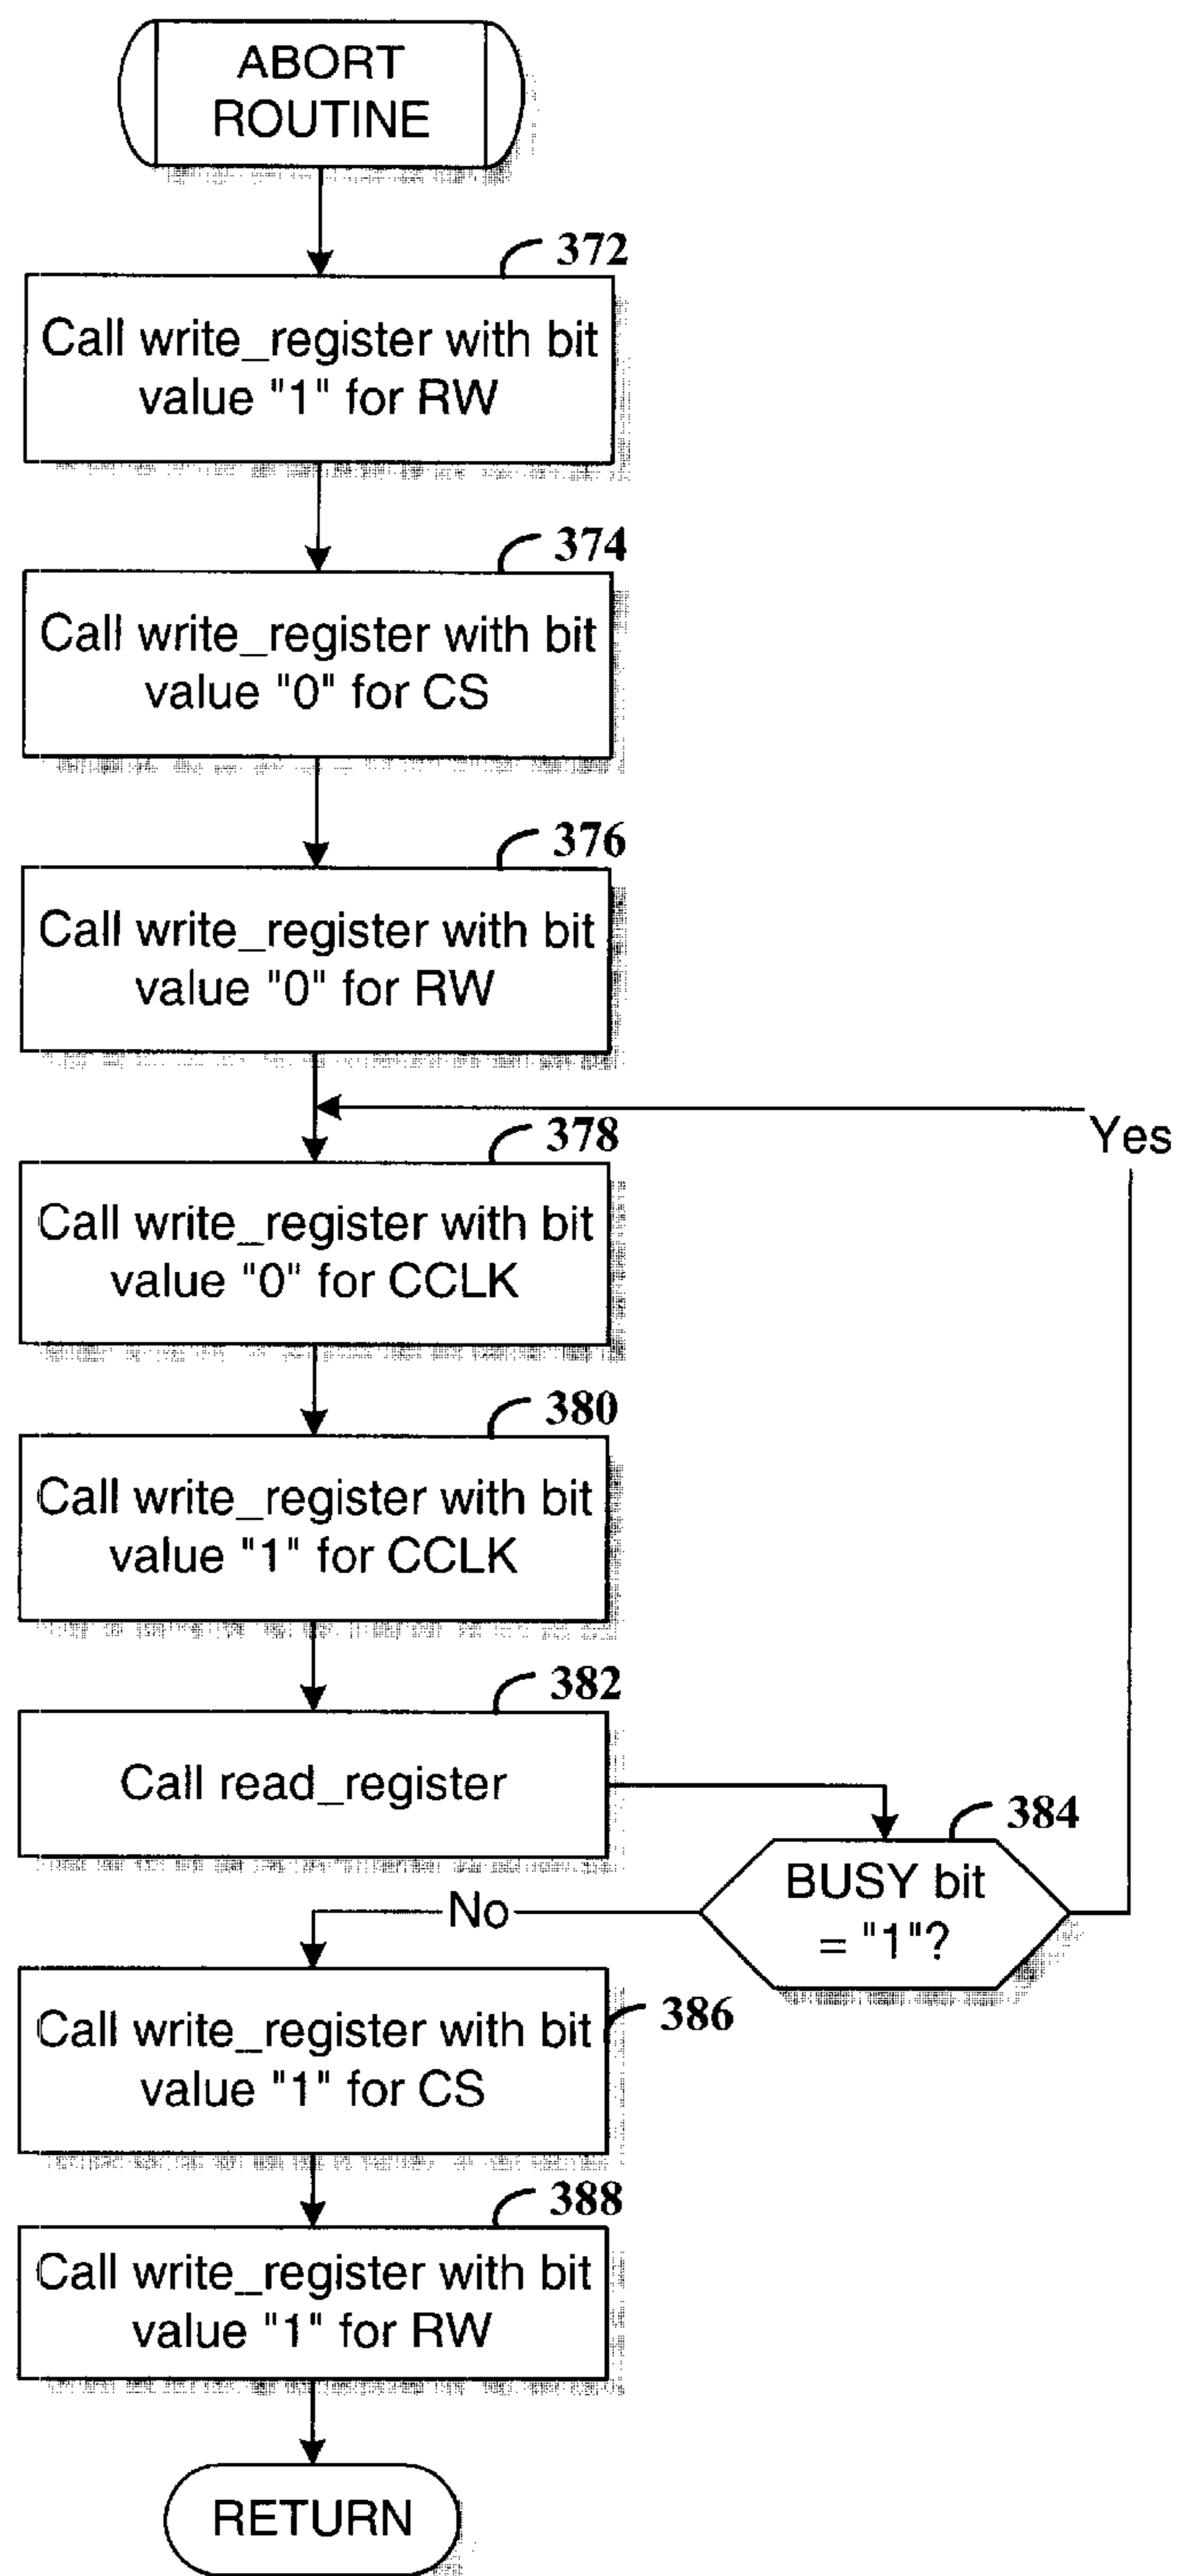 ABORT
ROUTINE
372
Call write_register with bit
value "1" for RW
374
Call write_register with bit
value "0" for CS
376
Call write_register with bit
value "0" for RW
Yes
378
Call write_register with bit
value "0" for CCLK
380
Call write_register with bit
value "1" for CCLK
382
Call read_register
384
BUSY bit
= "1"?
No
386
Call write_register with bit
value "1" for CS
388
Call write_register with bit
value "1" for RW
RETURN